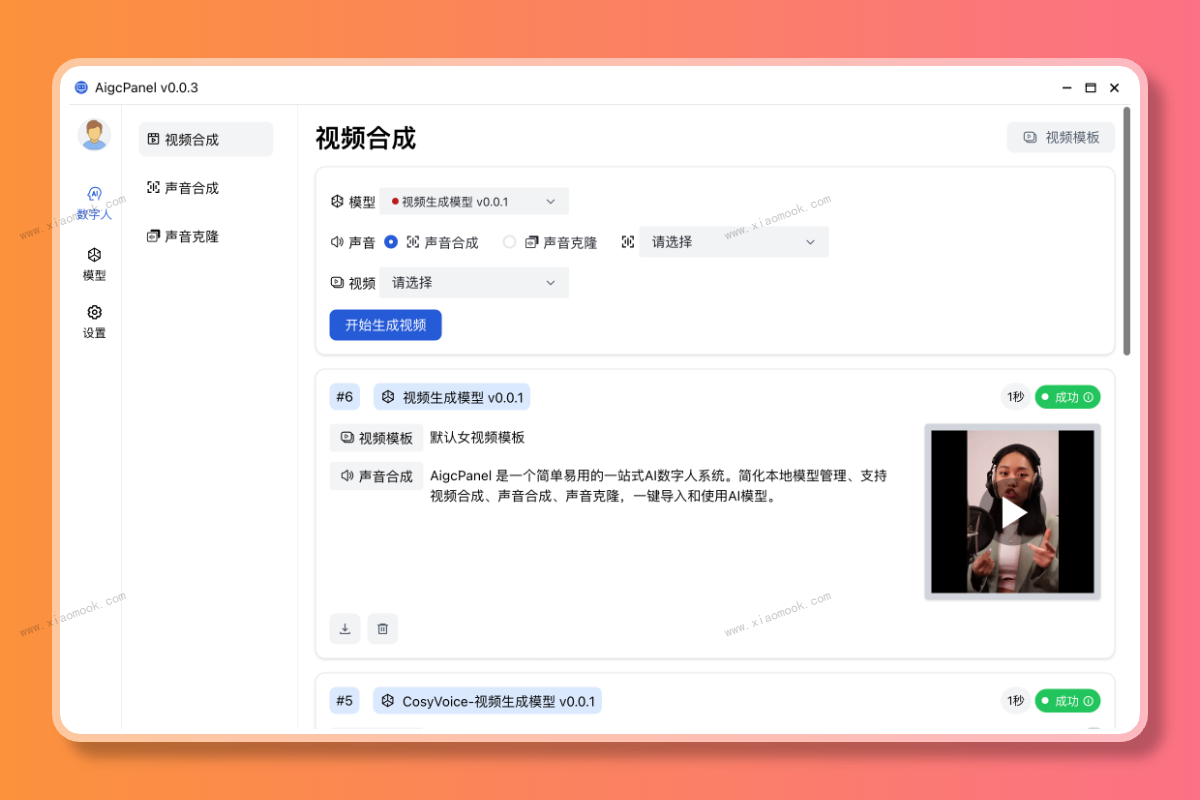 AigcPanel v0.0.3
数字人
模型
设置
视频合成
声音合成
声音克隆
视频合成
视频模板
模型
视频生成模型 v0.0.1
声音
声音合成
声音克隆
请选择
视频
请选择
开始生成视频
#6
视频生成模型 v0.0.1
1秒
成功
视频模板
默认女视频模板
声音合成
AigcPanel 是一个简单易用的一站式AI数字人系统。简化本地模型管理、支持
视频合成、声音合成、声音克隆，一键导入和使用AI模型。
#5
CosyVoice-视频生成模型 v0.0.1
1秒
成功
www.xiaomook.com
www.xiaomook.com
www.xiaomook.com
www.xiaomook.com